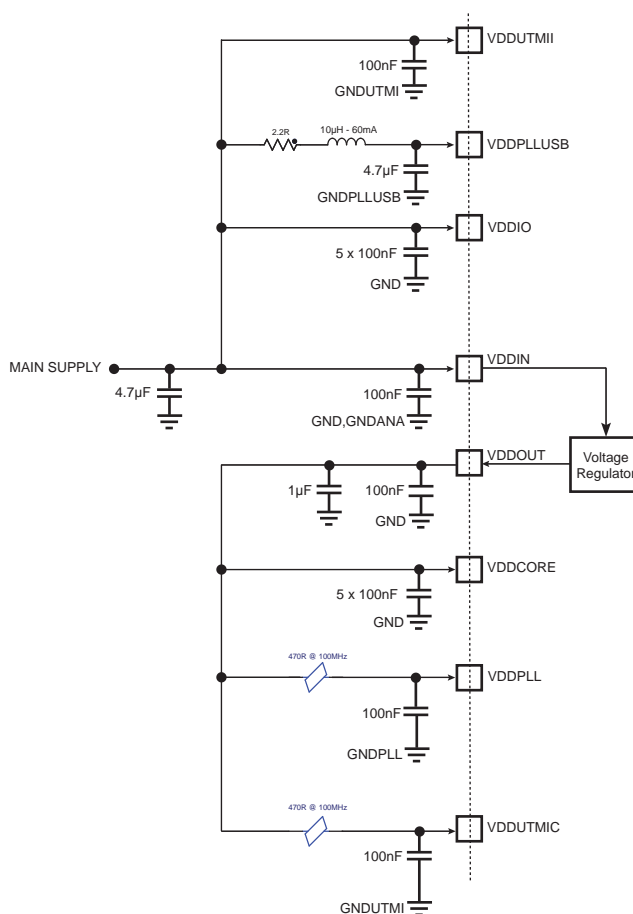 VDDUTMII
100nF
GNDUTMI
2.2R
10µH - 60mA
VDDPLLUSB
4.7µF
GNDPLLUSB
VDDIO
5 x 100nF
GND
MAIN SUPPLY
VDDIN
4.7µF
100nF
GND,GNDANA
VDDOUT
Voltage
Regulator
1µF
100nF
GND
VDDCORE
5 x 100nF
GND
470R @ 100MHz
VDDPLL
100nF
GNDPLL
470R @ 100MHz
VDDUTMIC
100nF
GNDUTMI